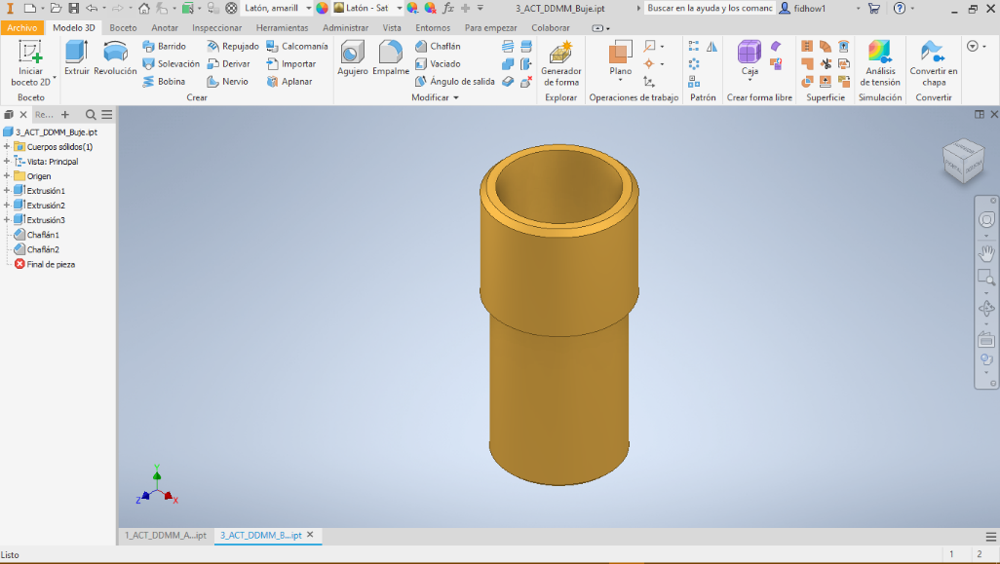 Latón, amarill
Latón - Sat
fx
3_ACT_DDMM_Buje.ipt
Buscar en la ayuda y los comanc
fidhow1
Archivo Modelo 3D Boceto Anotar Inspeccionar Herramientas Administrar Vista Entornos Para empezar Colaborar
Iniciar
boceto 2D
Boceto
Extruir
Revolución
Barrido
Solevación
Bobina
Repujado
Derivar
Nervio
Calcomanía
Importar
Aplanar
Crear
Agujero
Empalme
Chaflán
Vaciado
Ángulo de salida
Modificar
Generador
de forma
Explorar
Plano
Operaciones de trabajo
Patrón
Caja
Crear forma libre
Superficie
Análisis
de tensión
Simulación
Convertir en
chapa
Convertir
Re...
3_ACT_DDMM_Buje.ipt
Cuerpos sólidos(1)
Vista: Principal
Origen
Extrusión1
Extrusión2
Extrusión3
Chaflán1
Chaflán2
Final de pieza
Y
Z
X
1_ACT_DDMM_A...ipt
3_ACT_DDMM_B...ipt
Listo
1
2